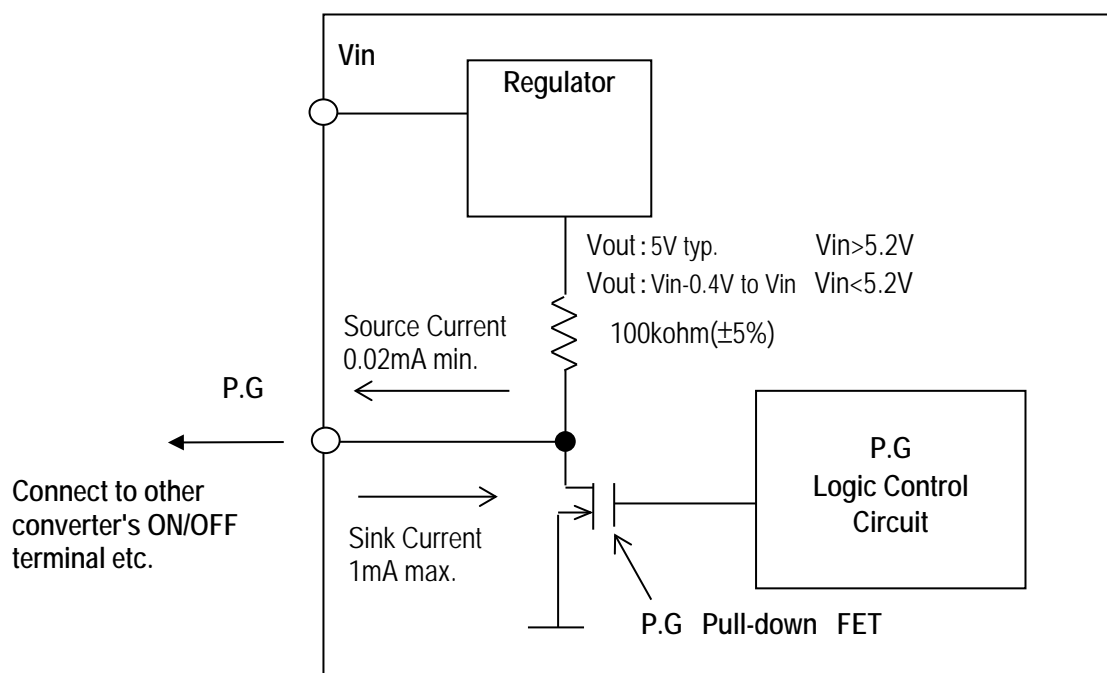 Vin
Regulator
Vout : 5V typ. Vin>5.2V
Vout : Vin-0.4V to Vin Vin<5.2V
100kohm(±5%)
Source Current
0.02mA min.
P.G
Connect to other
converter's ON/OFF
terminal etc.
Sink Current
1mA max.
P.G
Logic Control
Circuit
P.G Pull-down FET